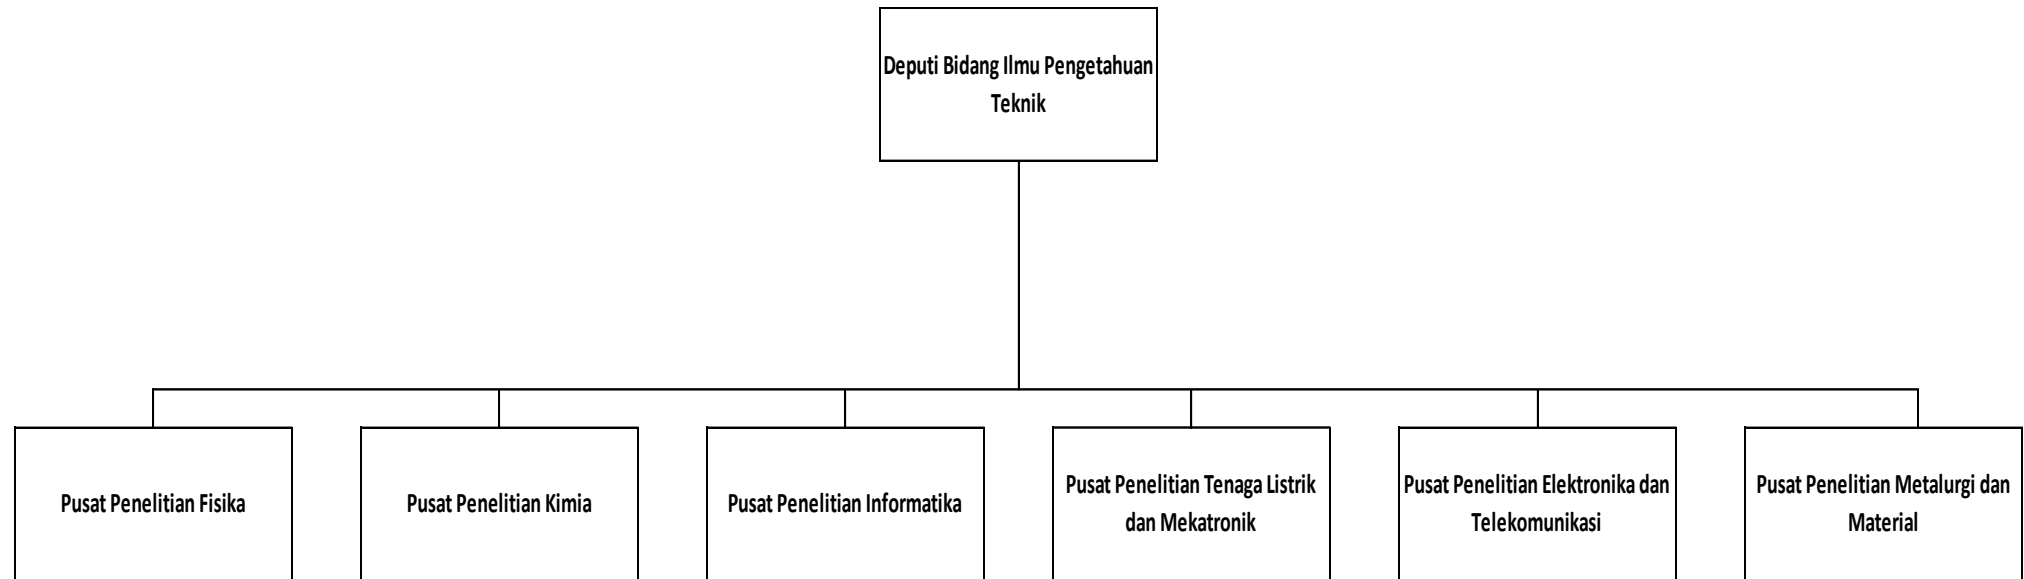 Deputi Bidang Ilmu Pengetahuan
Teknik
Pusat Penelitian Fisika
Pusat Penelitian Kimia
Pusat Penelitian Informatika
Pusat Penelitian Tenaga Listrik
dan Mekatronik
Pusat Penelitian Elektronika dan
Telekomunikasi
Pusat Penelitian Metalurgi dan
Material